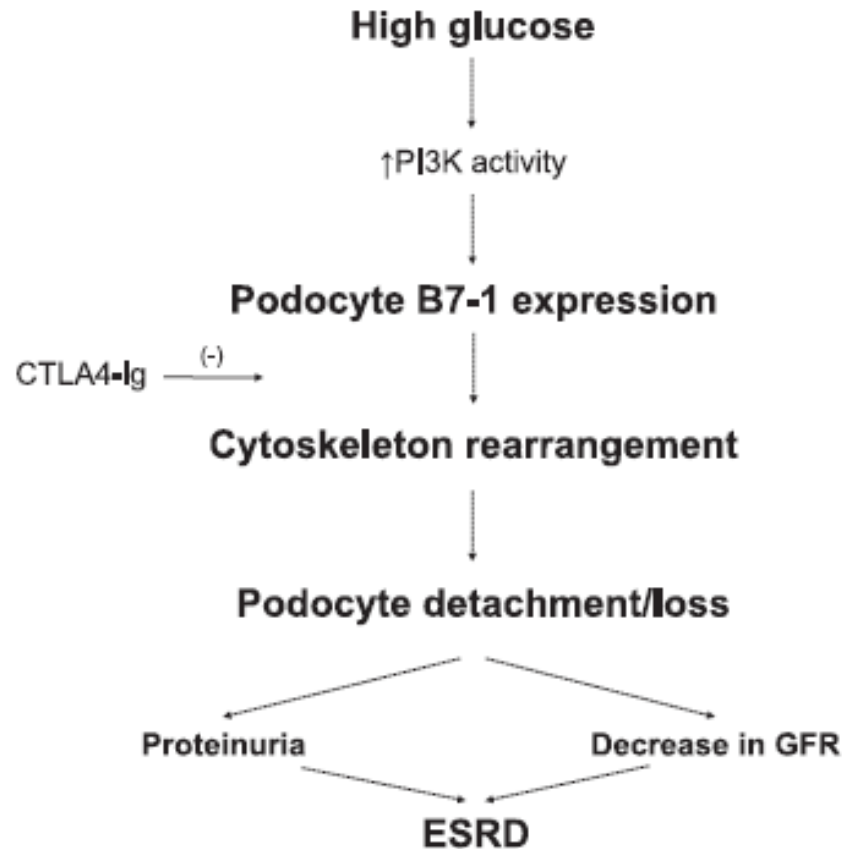 High glucose
↑PI3K activity
Podocyte B7-1 expression
(-)
CTLA4-Ig
Cytoskeleton rearrangement
Podocyte detachment/loss
Proteinuria
Decrease in GFR
ESRD